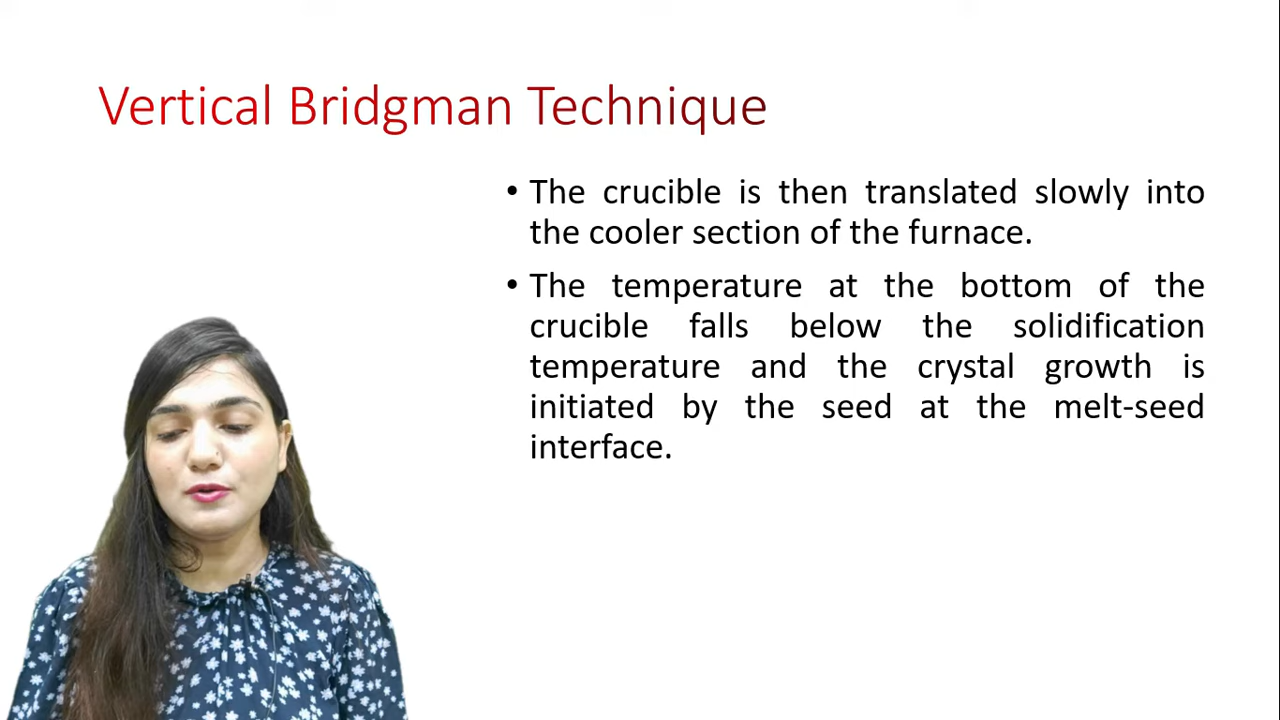 Vertical Bridgman Technique
• The crucible is then translated slowly into
the cooler section of the furnace.
• The temperature at the bottom of the
crucible falls below the solidification
temperature and the crystal growth is
initiated by the seed at the melt-seed
interface.